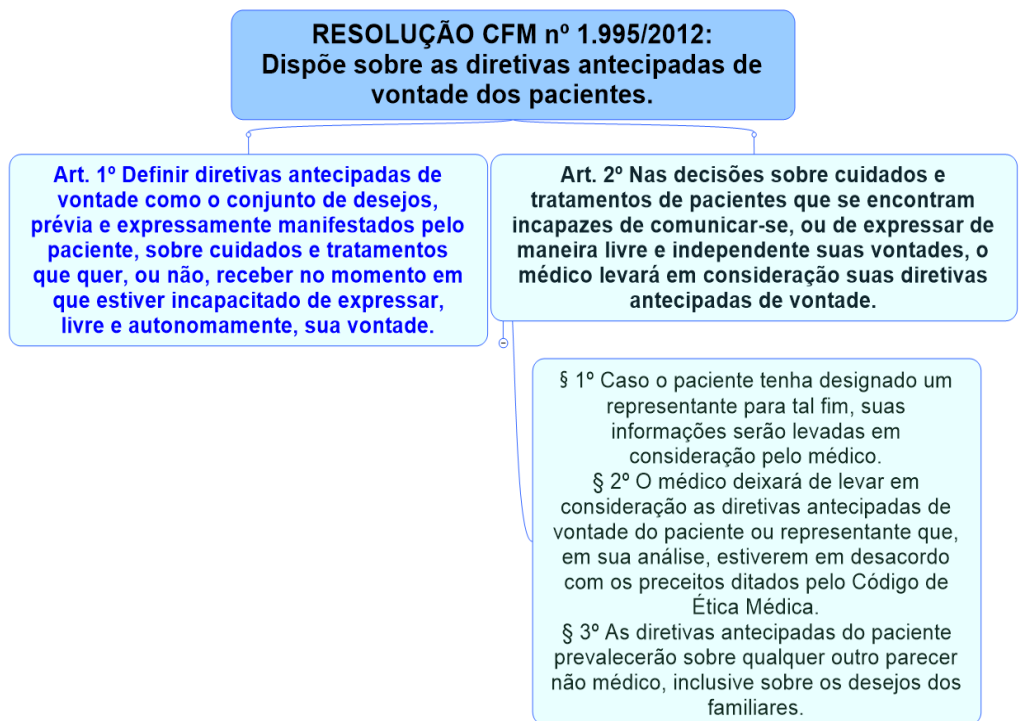 RESOLUÇÃO CFM nº 1.995/2012:
Dispõe sobre as diretivas antecipadas de
vontade dos pacientes.
Art. 1º Definir diretivas antecipadas de
vontade como o conjunto de desejos,
prévia e expressamente manifestados pelo
paciente, sobre cuidados e tratamentos
que quer, ou não, receber no momento em
que estiver incapacitado de expressar,
livre e autonomamente, sua vontade.
Art. 2º Nas decisões sobre cuidados e
tratamentos de pacientes que se encontram
incapazes de comunicar-se, ou de expressar de
maneira livre e independente suas vontades, o
médico levará em consideração suas diretivas
antecipadas de vontade.
§ 1º Caso o paciente tenha designado um
representante para tal fim, suas
informações serão levadas em
consideração pelo médico.
§ 2º O médico deixará de levar em
consideração as diretivas antecipadas de
vontade do paciente ou representante que,
em sua análise, estiverem em desacordo
com os preceitos ditados pelo Código de
Ética Médica.
§ 3º As diretivas antecipadas do paciente
prevalecerão sobre qualquer outro parecer
não médico, inclusive sobre os desejos dos
familiares.